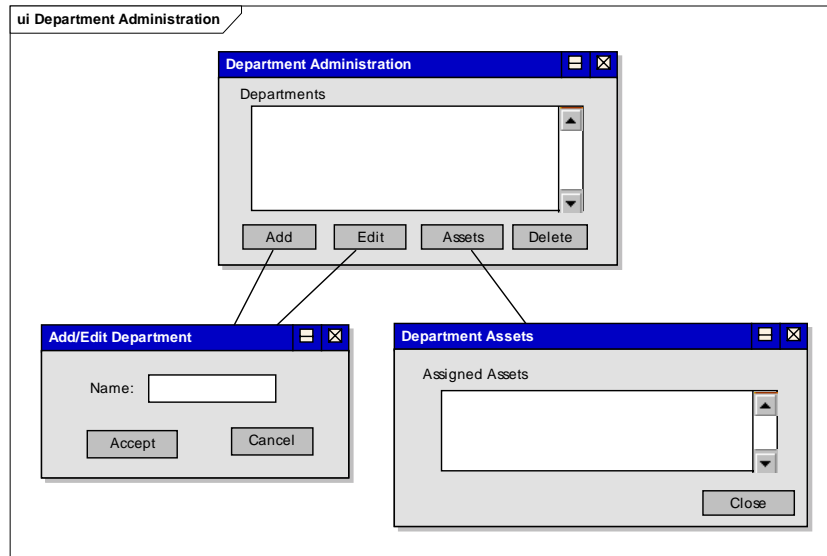 ui Department Administration
Department Administration
Departments
Add Edit Assets Delete
Add/Edit Department
Name:
Accept Cancel
Department Assets
Assigned Assets
Close